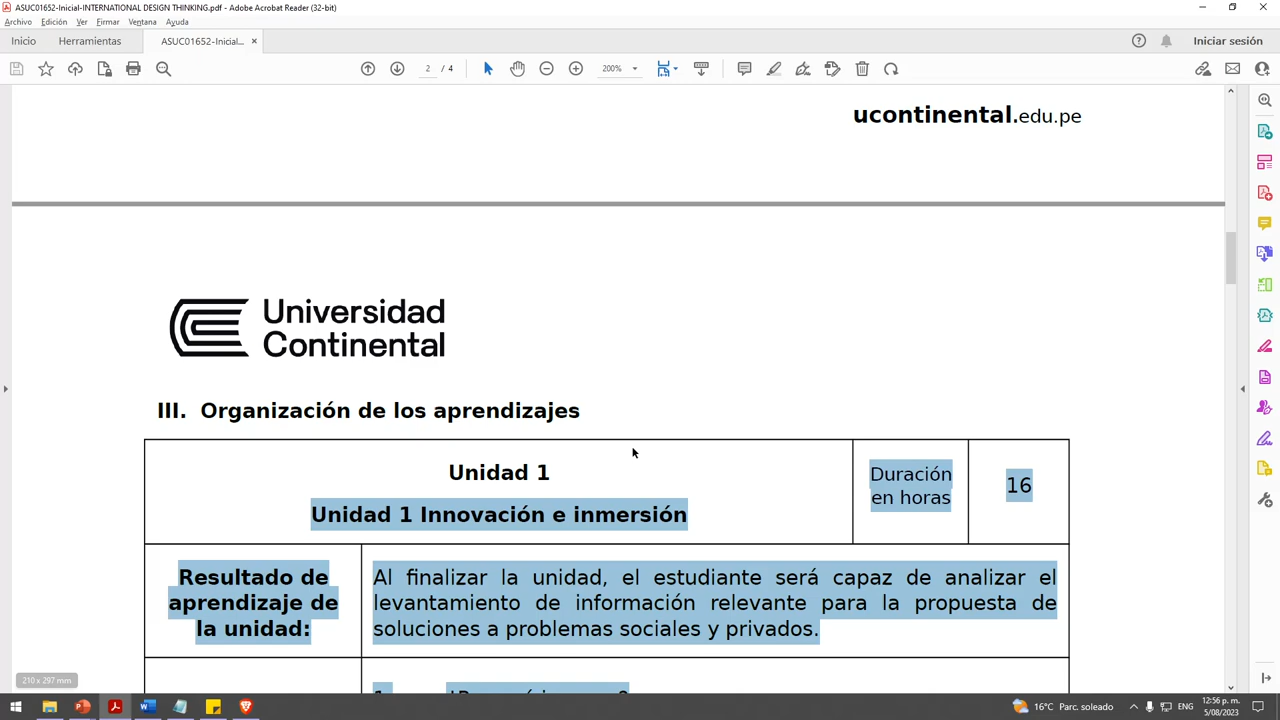 ASUC01652-Inicial-INTERNATIONAL DESIGN THINKING.pdf - Adobe Acrobat Reader (32-bit)
Archivo Edición Ver Firmar Ventana Ayuda
Inicio Herramientas ASUC01652-Inicial... × Iniciar sesión
2 / 4 200%
ucontinental.edu.pe
Universidad
Continental
III. Organización de los aprendizajes
Unidad 1
Unidad 1 Innovación e inmersión
Duración
en horas
16
Resultado de
aprendizaje de
la unidad:
Al finalizar la unidad, el estudiante será capaz de analizar el
levantamiento de información relevante para la propuesta de
soluciones a problemas sociales y privados.
210 x 297 mm
16°C Parc. soleado
ENG
12:56 p. m.
5/08/2023